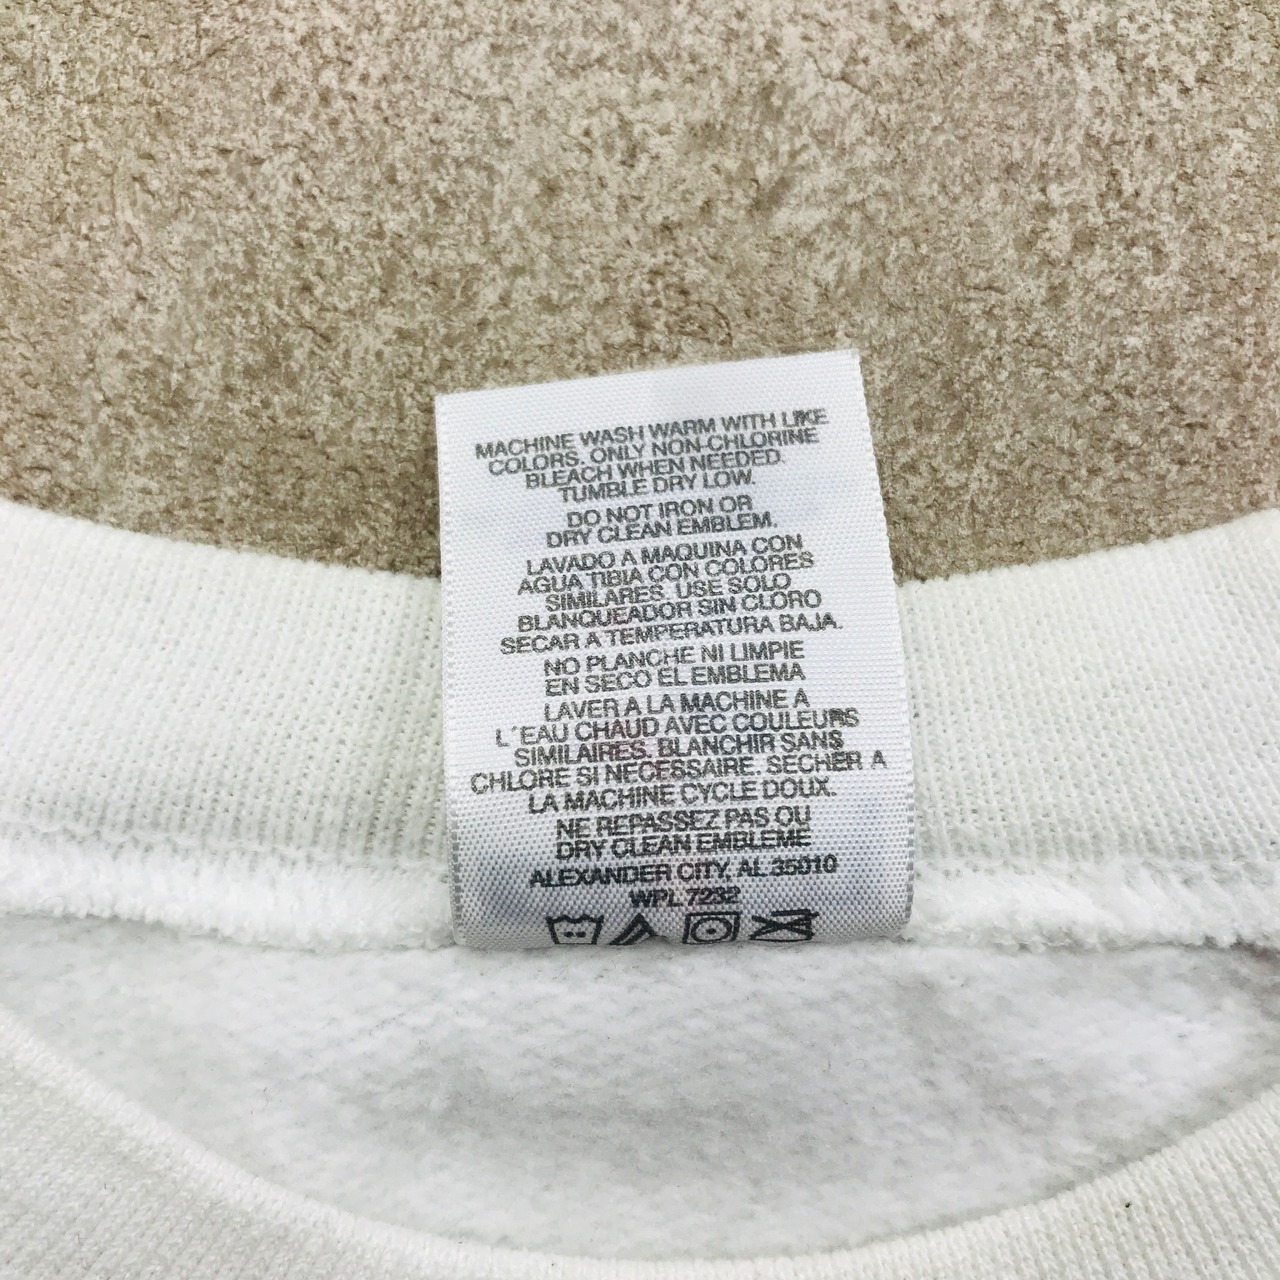 MACHINE WASH WARM WITH LIKE
COLORS. ONLY NON-CHLORINE
BLEACH WHEN NEEDED.
TUMBLE DRY LOW.
DO NOT IRON OR
DRY CLEAN EMBLEM.
LAVADO A MAQUINA CON
AGUA TIBIA CON COLORES
SIMILARES. USE SOLO
BLANQUEADOR SIN CLORO
SECAR A TEMPERATURA BAJA.
NO PLANCHE NI LIMPIE
EN SECO EL EMBLEMA
LAVER A LA MACHINE A
L'EAU CHAUD AVEC COULEURS
SIMILAIRES. BLANCHIR SANS
CHLORE SI NECESSAIRE. SECHER A
LA MACHINE CYCLE DOUX.
NE REPASSEZ PAS OU
DRY CLEAN EMBLEME
ALEXANDER CITY, AL 35010
WPL 7232